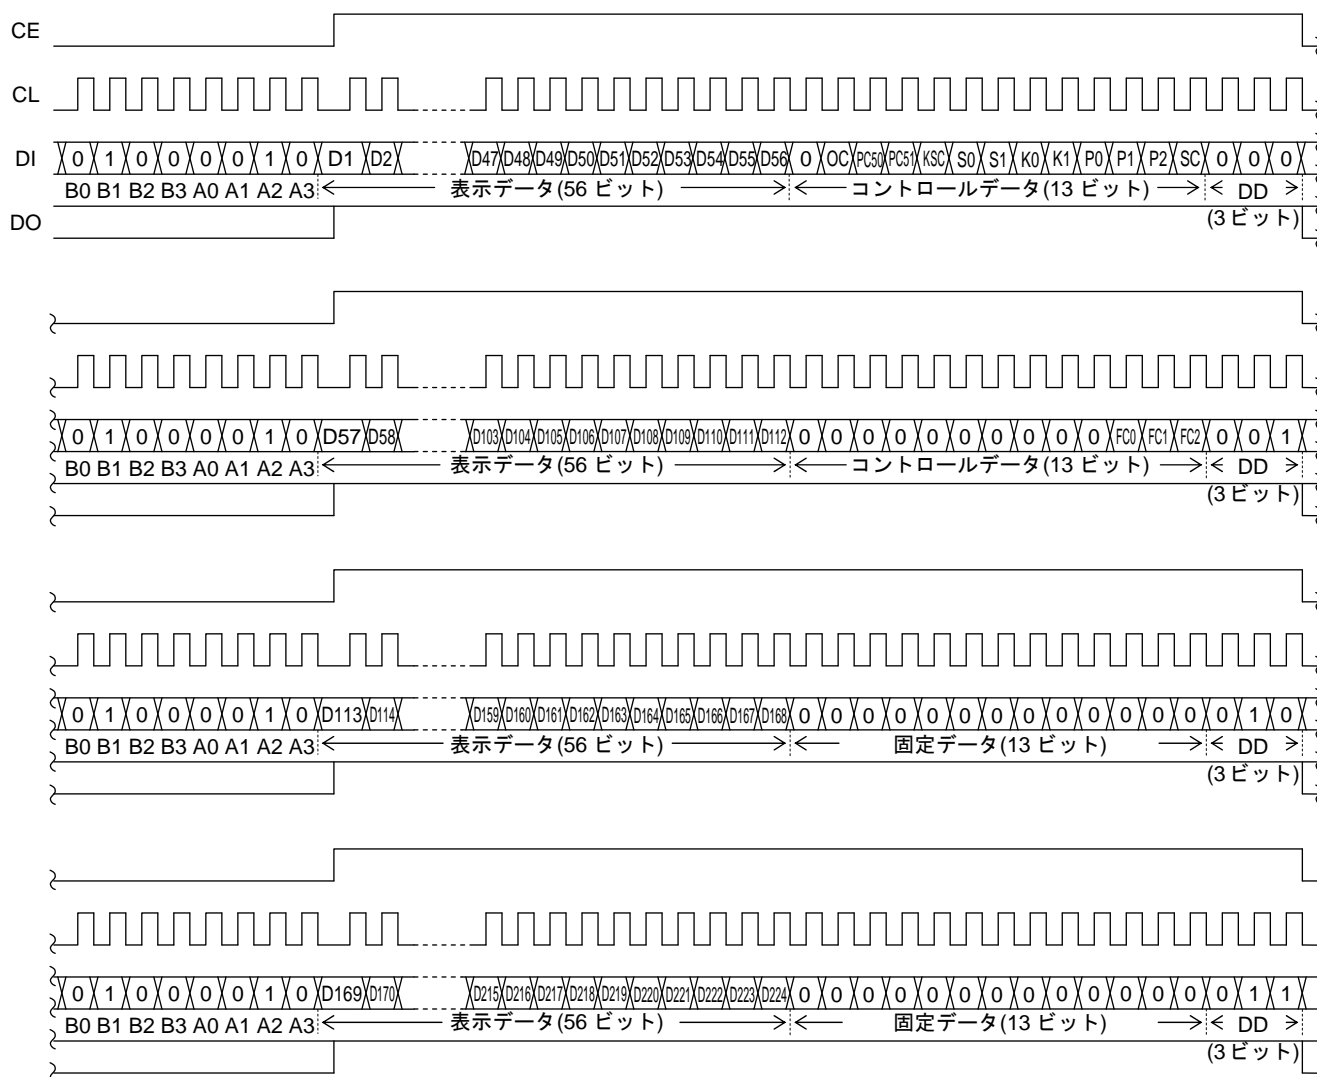 CE
CL
DI 0 1 0 0 0 0 1 0 D1 D2 D47 D48 D49 D50 D51 D52 D53 D54 D55 D56 0 OC PC50 PC51 KSC S0 S1 K0 K1 P0 P1 P2 SC 0 0 0
B0 B1 B2 B3 A0 A1 A2 A3 表示データ(56 ビット) コントロールデータ(13 ビット) DD
DO (3 ビット)
0 1 0 0 0 0 1 0 D57 D58 D103 D104 D105 D106 D107 D108 D109 D110 D111 D112 0 0 0 0 0 0 0 0 0 0 FC0 FC1 FC2 0 0 1
B0 B1 B2 B3 A0 A1 A2 A3 表示データ(56 ビット) コントロールデータ(13 ビット) DD
(3 ビット)
0 1 0 0 0 0 1 0 D113 D114 D159 D160 D161 D162 D163 D164 D165 D166 D167 D168 0 0 0 0 0 0 0 0 0 0 0 0 0 0 1 0
B0 B1 B2 B3 A0 A1 A2 A3 表示データ(56 ビット) 固定データ(13 ビット) DD
(3 ビット)
0 1 0 0 0 0 1 0 D169 D170 D215 D216 D217 D218 D219 D220 D221 D222 D223 D224 0 0 0 0 0 0 0 0 0 0 0 0 0 0 1 1
B0 B1 B2 B3 A0 A1 A2 A3 表示データ(56 ビット) 固定データ(13 ビット) DD
(3 ビット)